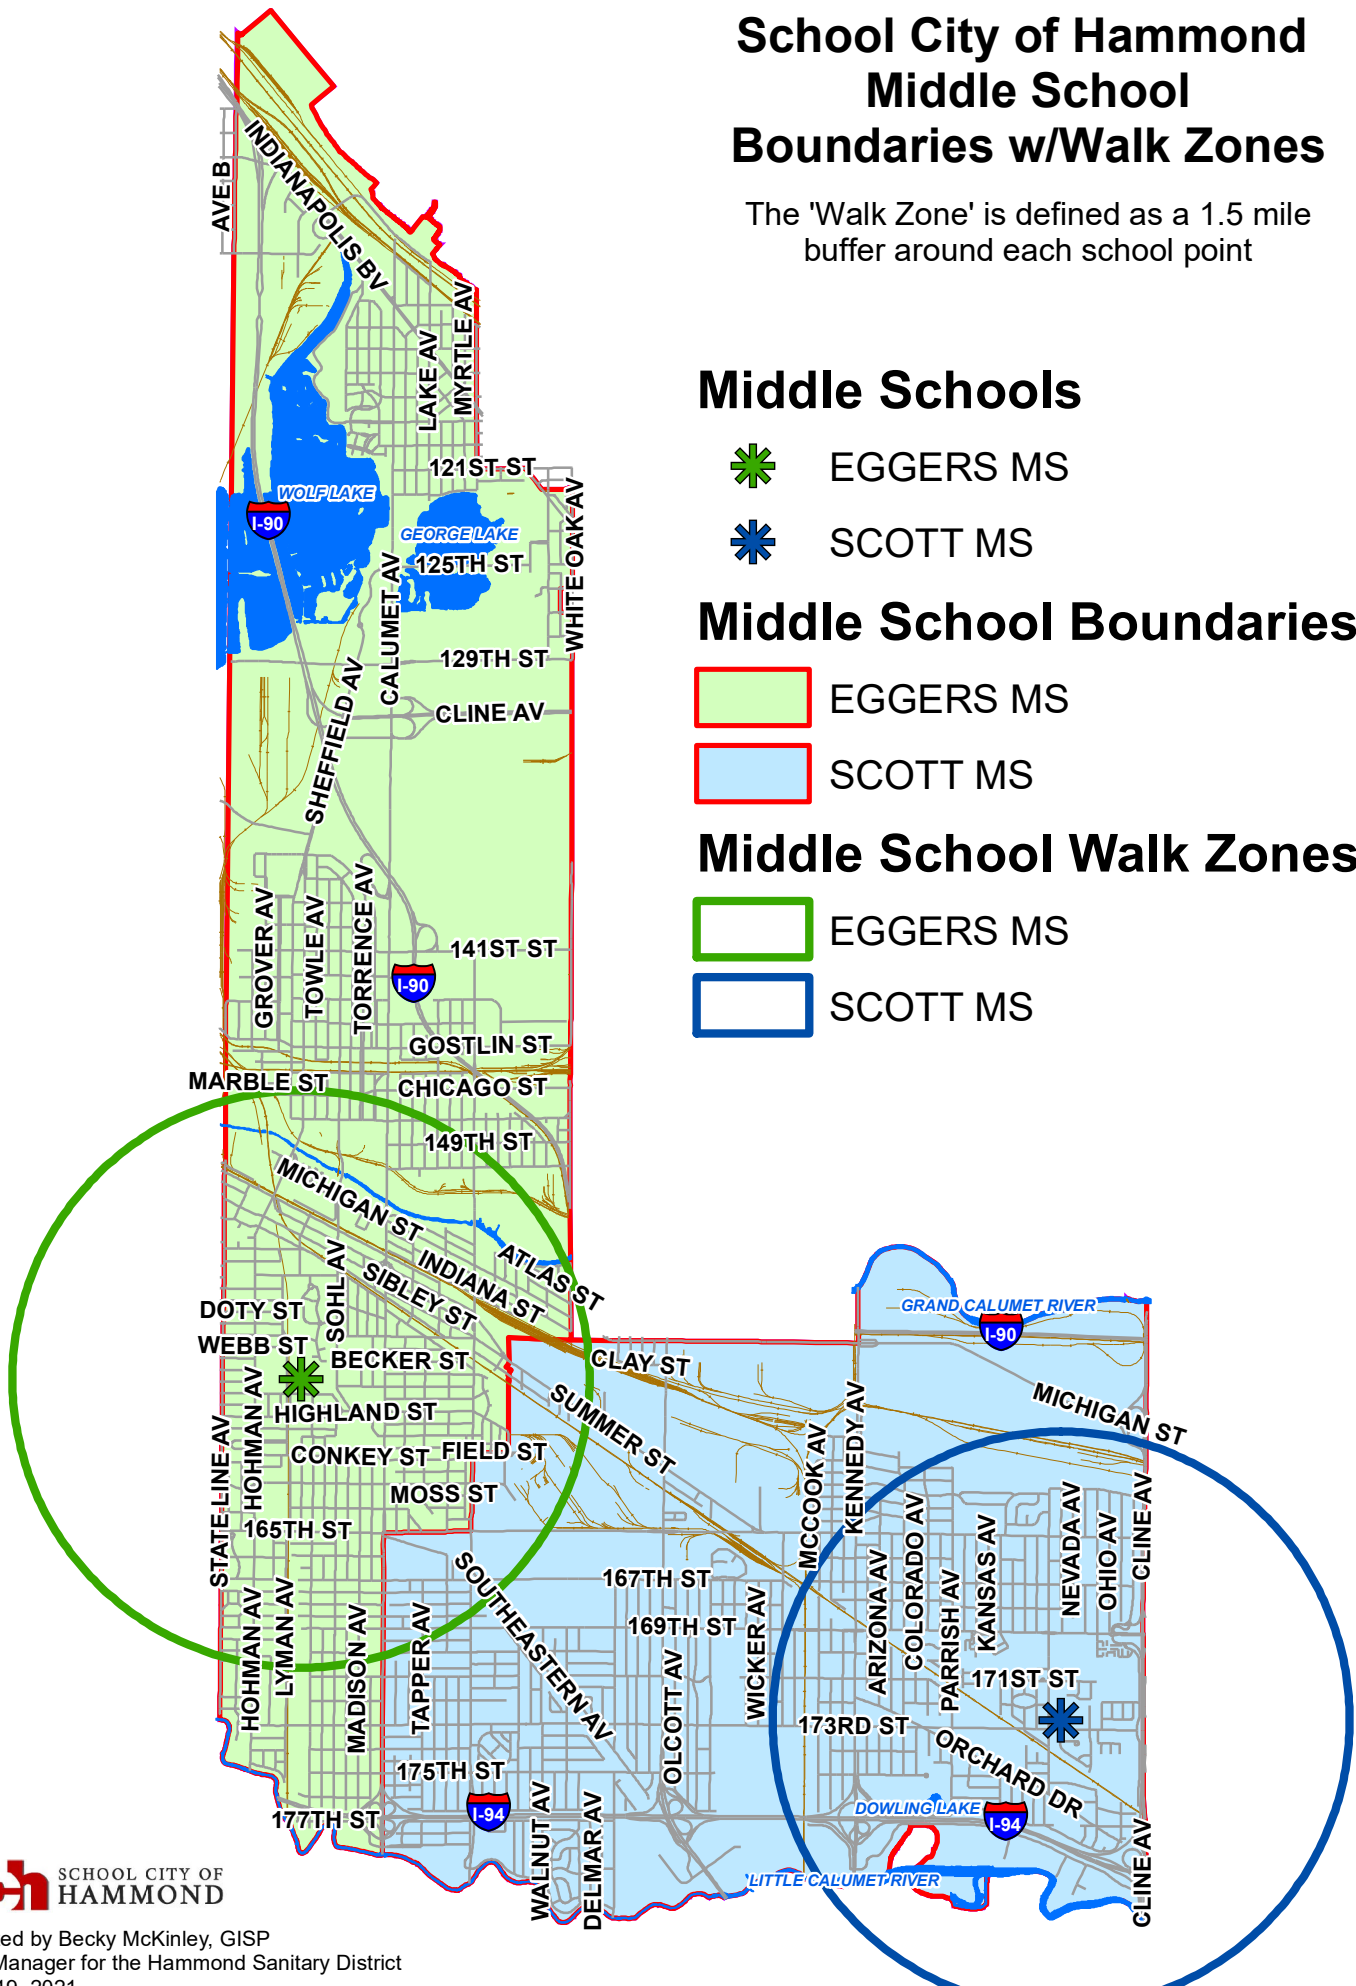 School City of Hammond
Middle School
Boundaries w/Walk Zones
The 'Walk Zone' is defined as a 1.5 mile
buffer around each school point
Middle Schools
EGGERS MS
SCOTT MS
Middle School Boundaries
EGGERS MS
SCOTT MS
Middle School Walk Zones
EGGERS MS
SCOTT MS
AVE B
INDIANAPOLIS BV
LAKE AV
MYRTLE AV
121ST ST
WOLF LAKE
I-90
GEORGE LAKE
125TH ST
WHITE OAK AV
CALUMET AV
129TH ST
SHEFFIELD AV
CLINE AV
GROVER AV
TOWLE AV
TORRENCE AV
141ST ST
I-90
GOSTLIN ST
MARBLE ST
CHICAGO ST
149TH ST
MICHIGAN ST
ATLAS ST
INDIANA ST
SIBLEY ST
SOHL AV
DOTY ST
WEBB ST
BECKER ST
HOHMAN AV
HIGHLAND ST
CONKEY ST
FIELD ST
MOSS ST
STATE LINE AV
165TH ST
HOHMAN AV
LYMAN AV
MADISON AV
TAPPER AV
SOUTHEASTERN AV
175TH ST
177TH ST
I-94
WALNUT AV
DELMAR AV
CLAY ST
SUMMER ST
167TH ST
169TH ST
OLCOTT AV
WICKER AV
MCCOOK AV
KENNEDY AV
GRAND CALUMET RIVER
I-90
MICHIGAN ST
CLINE AV
ARIZONA AV
COLORADO AV
PARRISH AV
KANSAS AV
NEVADA AV
OHIO AV
171ST ST
173RD ST
ORCHARD DR
DOWLING LAKE
I-94
LITTLE CALUMET RIVER
CLINE AV
SCHOOL CITY OF
HAMMOND
ed by Becky McKinley, GISP
Manager for the Hammond Sanitary District